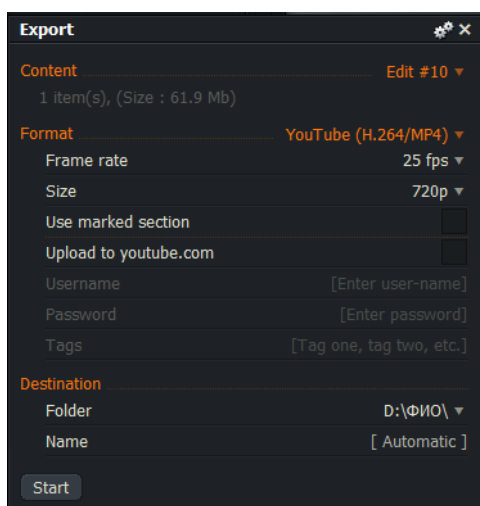 Export
Content Edit #10
1 item(s), (Size : 61.9 Mb)
Format YouTube (H.264/MP4)
Frame rate 25 fps
Size 720p
Use marked section
Upload to youtube.com
Username [Enter user-name]
Password [Enter password]
Tags [Tag one, tag two, etc.]
Destination
Folder D:\ФИО\
Name [ Automatic ]
Start